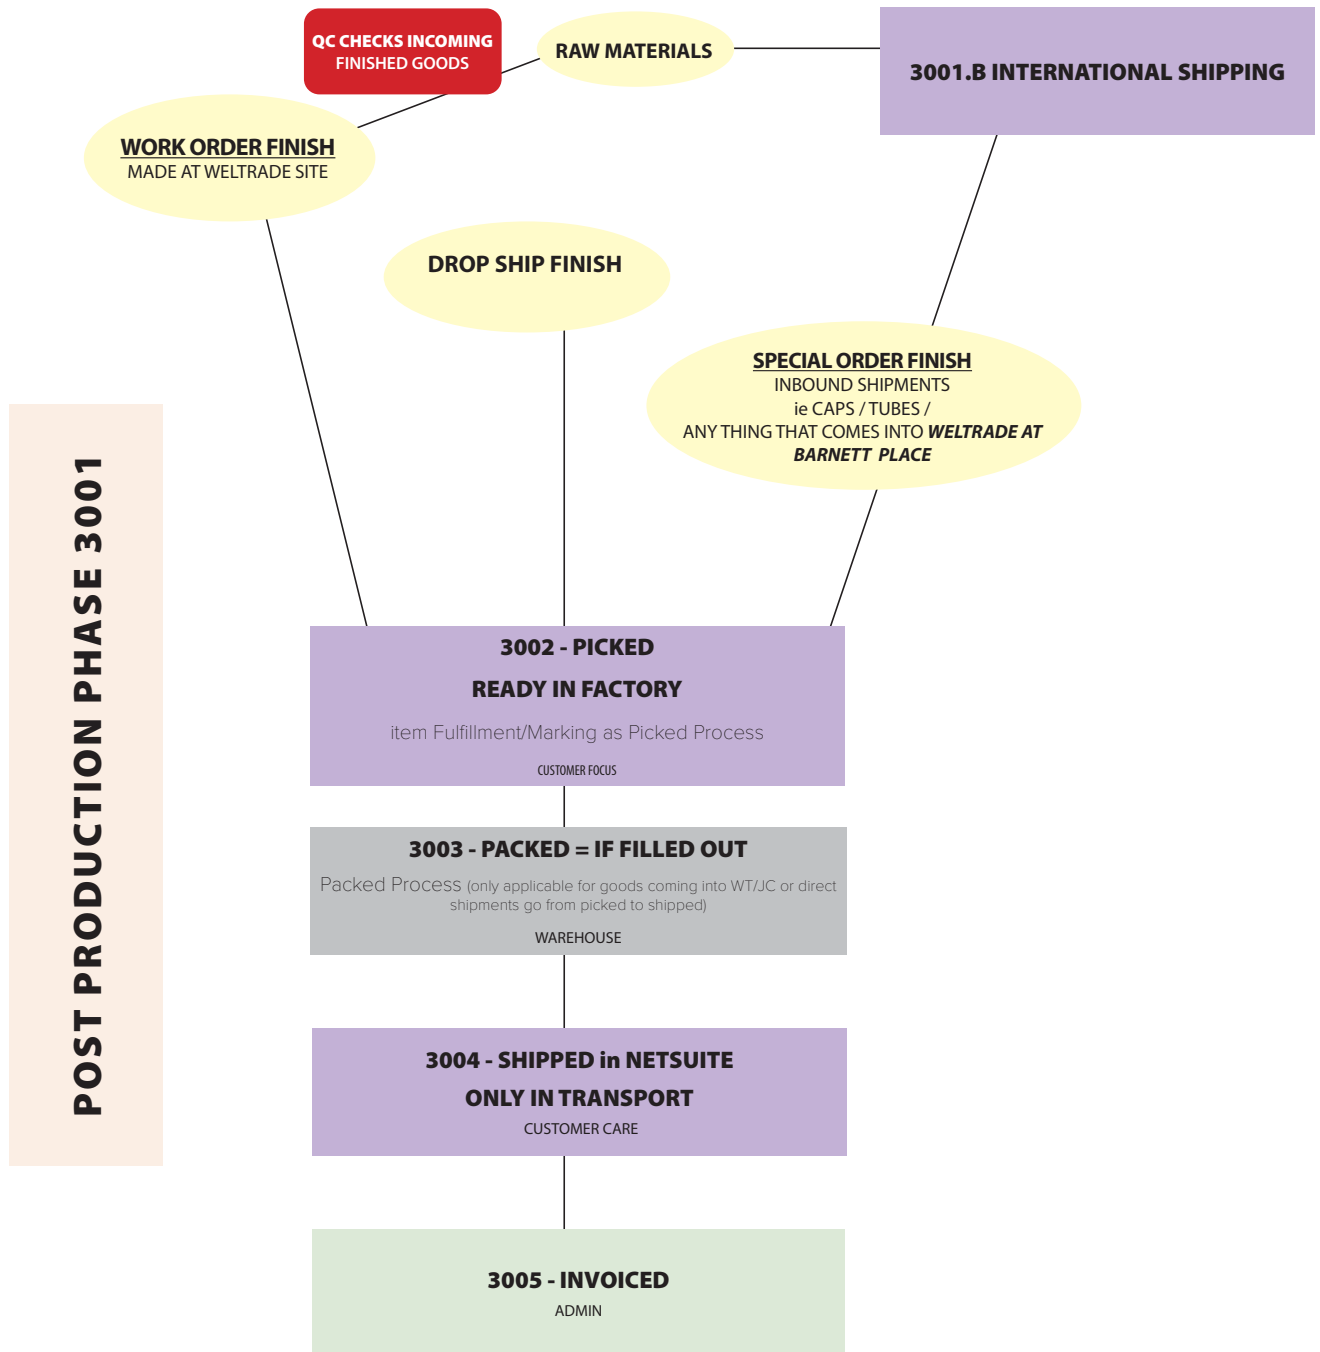 QC CHECKS INCOMING
FINISHED GOODS
RAW MATERIALS
3001.B INTERNATIONAL SHIPPING
WORK ORDER FINISH
MADE AT WELTRADE SITE
DROP SHIP FINISH
SPECIAL ORDER FINISH
INBOUND SHIPMENTS
ie CAPS / TUBES /
ANY THING THAT COMES INTO WELTRADE AT
BARNETT PLACE
POST PRODUCTION PHASE 3001
3002 - PICKED
READY IN FACTORY
item Fulfillment/Marking as Picked Process
CUSTOMER FOCUS
3003 - PACKED = IF FILLED OUT
Packed Process (only applicable for goods coming into WT/JC or direct
shipments go from picked to shipped)
WAREHOUSE
3004 - SHIPPED in NETSUITE
ONLY IN TRANSPORT
CUSTOMER CARE
3005 - INVOICED
ADMIN